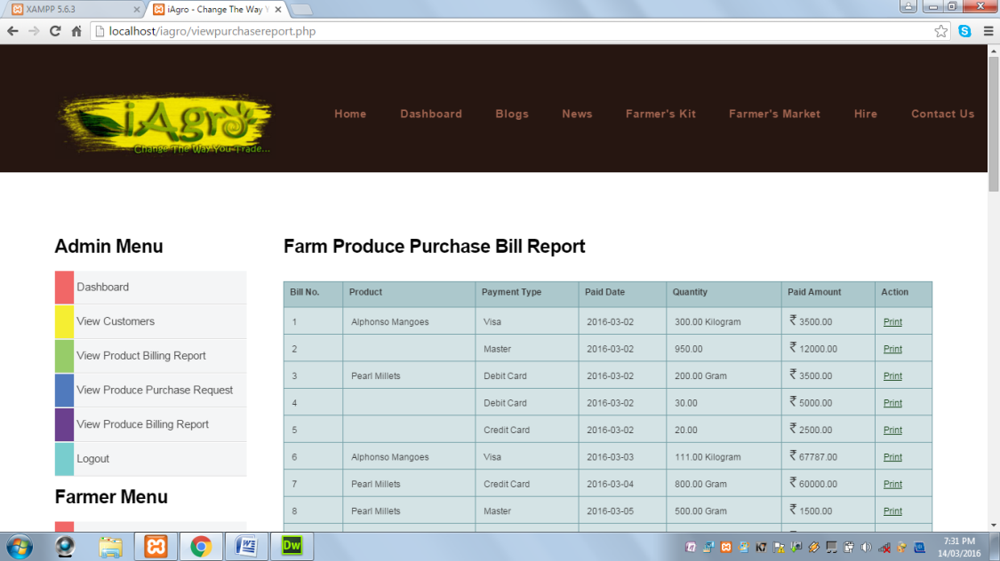 XAMPP 5.6.3
iAgro - Change The Way Y
localhost/iagro/viewpurchasereport.php
iAgro
Change The Way You Trade...
Home Dashboard Blogs News Farmer's Kit Farmer's Market Hire Contact Us
Admin Menu
Dashboard
View Customers
View Product Billing Report
View Produce Purchase Request
View Produce Billing Report
Logout
Farmer Menu
Farm Produce Purchase Bill Report
Bill No. Product Payment Type Paid Date Quantity Paid Amount Action
1 Alphonso Mangoes Visa 2016-03-02 300.00 Kilogram ₹ 3500.00 Print
2 Master 2016-03-02 950.00 ₹ 12000.00 Print
3 Pearl Millets Debit Card 2016-03-02 200.00 Gram ₹ 3500.00 Print
4 Debit Card 2016-03-02 30.00 ₹ 5000.00 Print
5 Credit Card 2016-03-02 20.00 ₹ 2500.00 Print
6 Alphonso Mangoes Visa 2016-03-03 111.00 Kilogram ₹ 67787.00 Print
7 Pearl Millets Credit Card 2016-03-04 800.00 Gram ₹ 60000.00 Print
8 Pearl Millets Master 2016-03-05 500.00 Gram ₹ 1500.00 Print
Dw
7:31 PM
14/03/2016